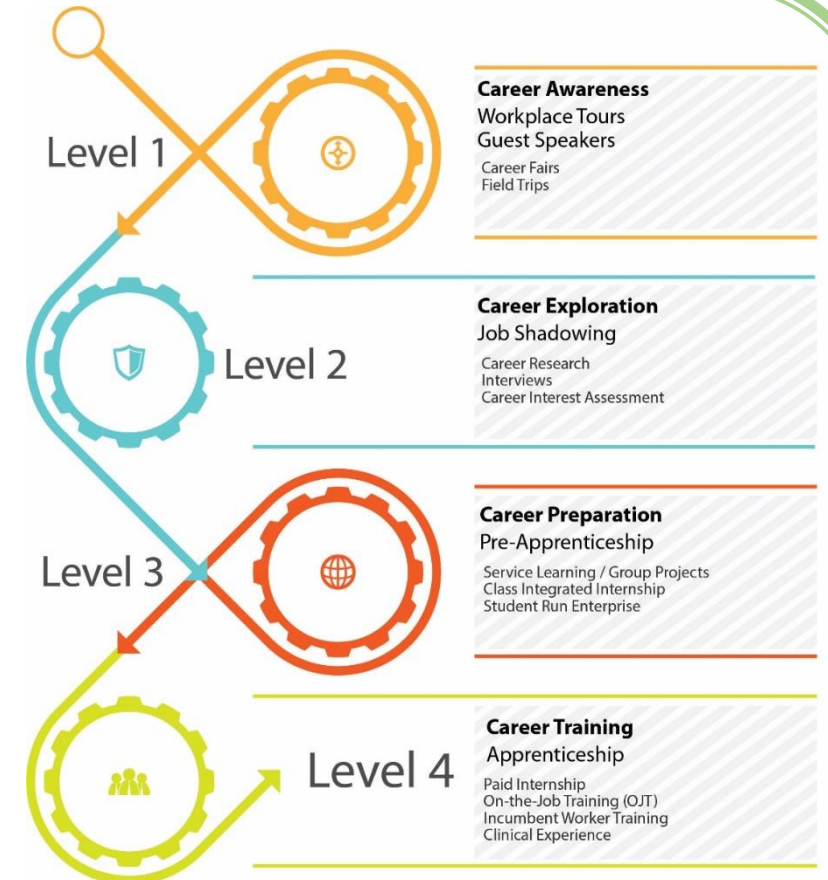 Level 1
Career Awareness
Workplace Tours
Guest Speakers
Career Fairs
Field Trips
Level 2
Career Exploration
Job Shadowing
Career Research
Interviews
Career Interest Assessment
Level 3
Career Preparation
Pre-Apprenticeship
Service Learning / Group Projects
Class Integrated Internship
Student Run Enterprise
Level 4
Career Training
Apprenticeship
Paid Internship
On-the-Job Training (OJT)
Incumbent Worker Training
Clinical Experience